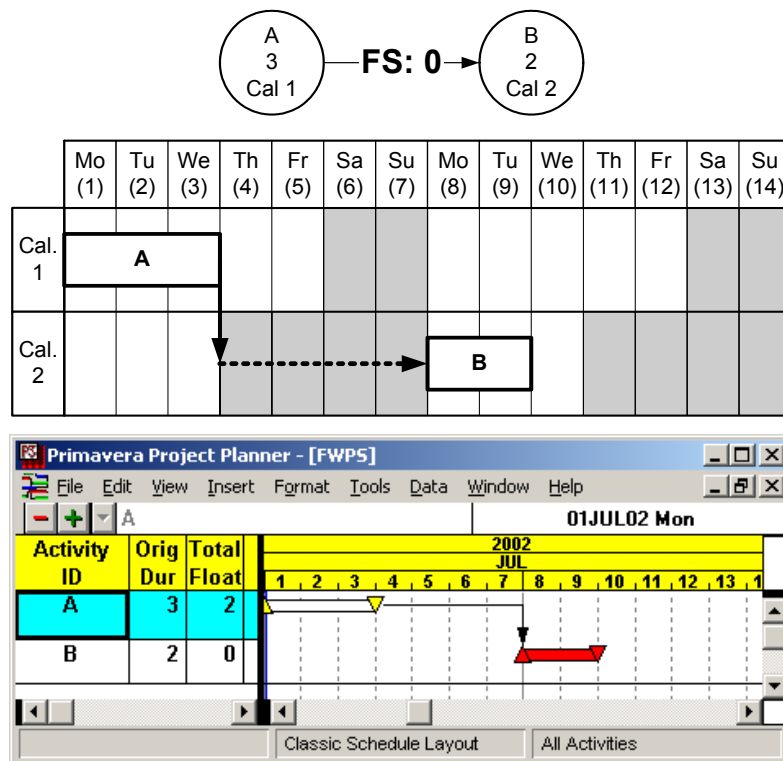 A B
3 FS: 0 2
Cal 1 Cal 2
Mo Tu We Th Fr Sa Su Mo Tu We Th Fr Sa Su
(1) (2) (3) (4) (5) (6) (7) (8) (9) (10) (11) (12) (13) (14)
Cal.
1
A
Cal.
2
B
Primavera Project Planner - [FWPS]
File Edit View Insert Format Tools Data Window Help
A 01JUL02 Mon
Activity Orig Total 2002
JUL
ID Dur Float 1 2 3 4 5 6 7 8 9 10 11 12 13 1
A 3 2
B 2 0
Classic Schedule Layout All Activities